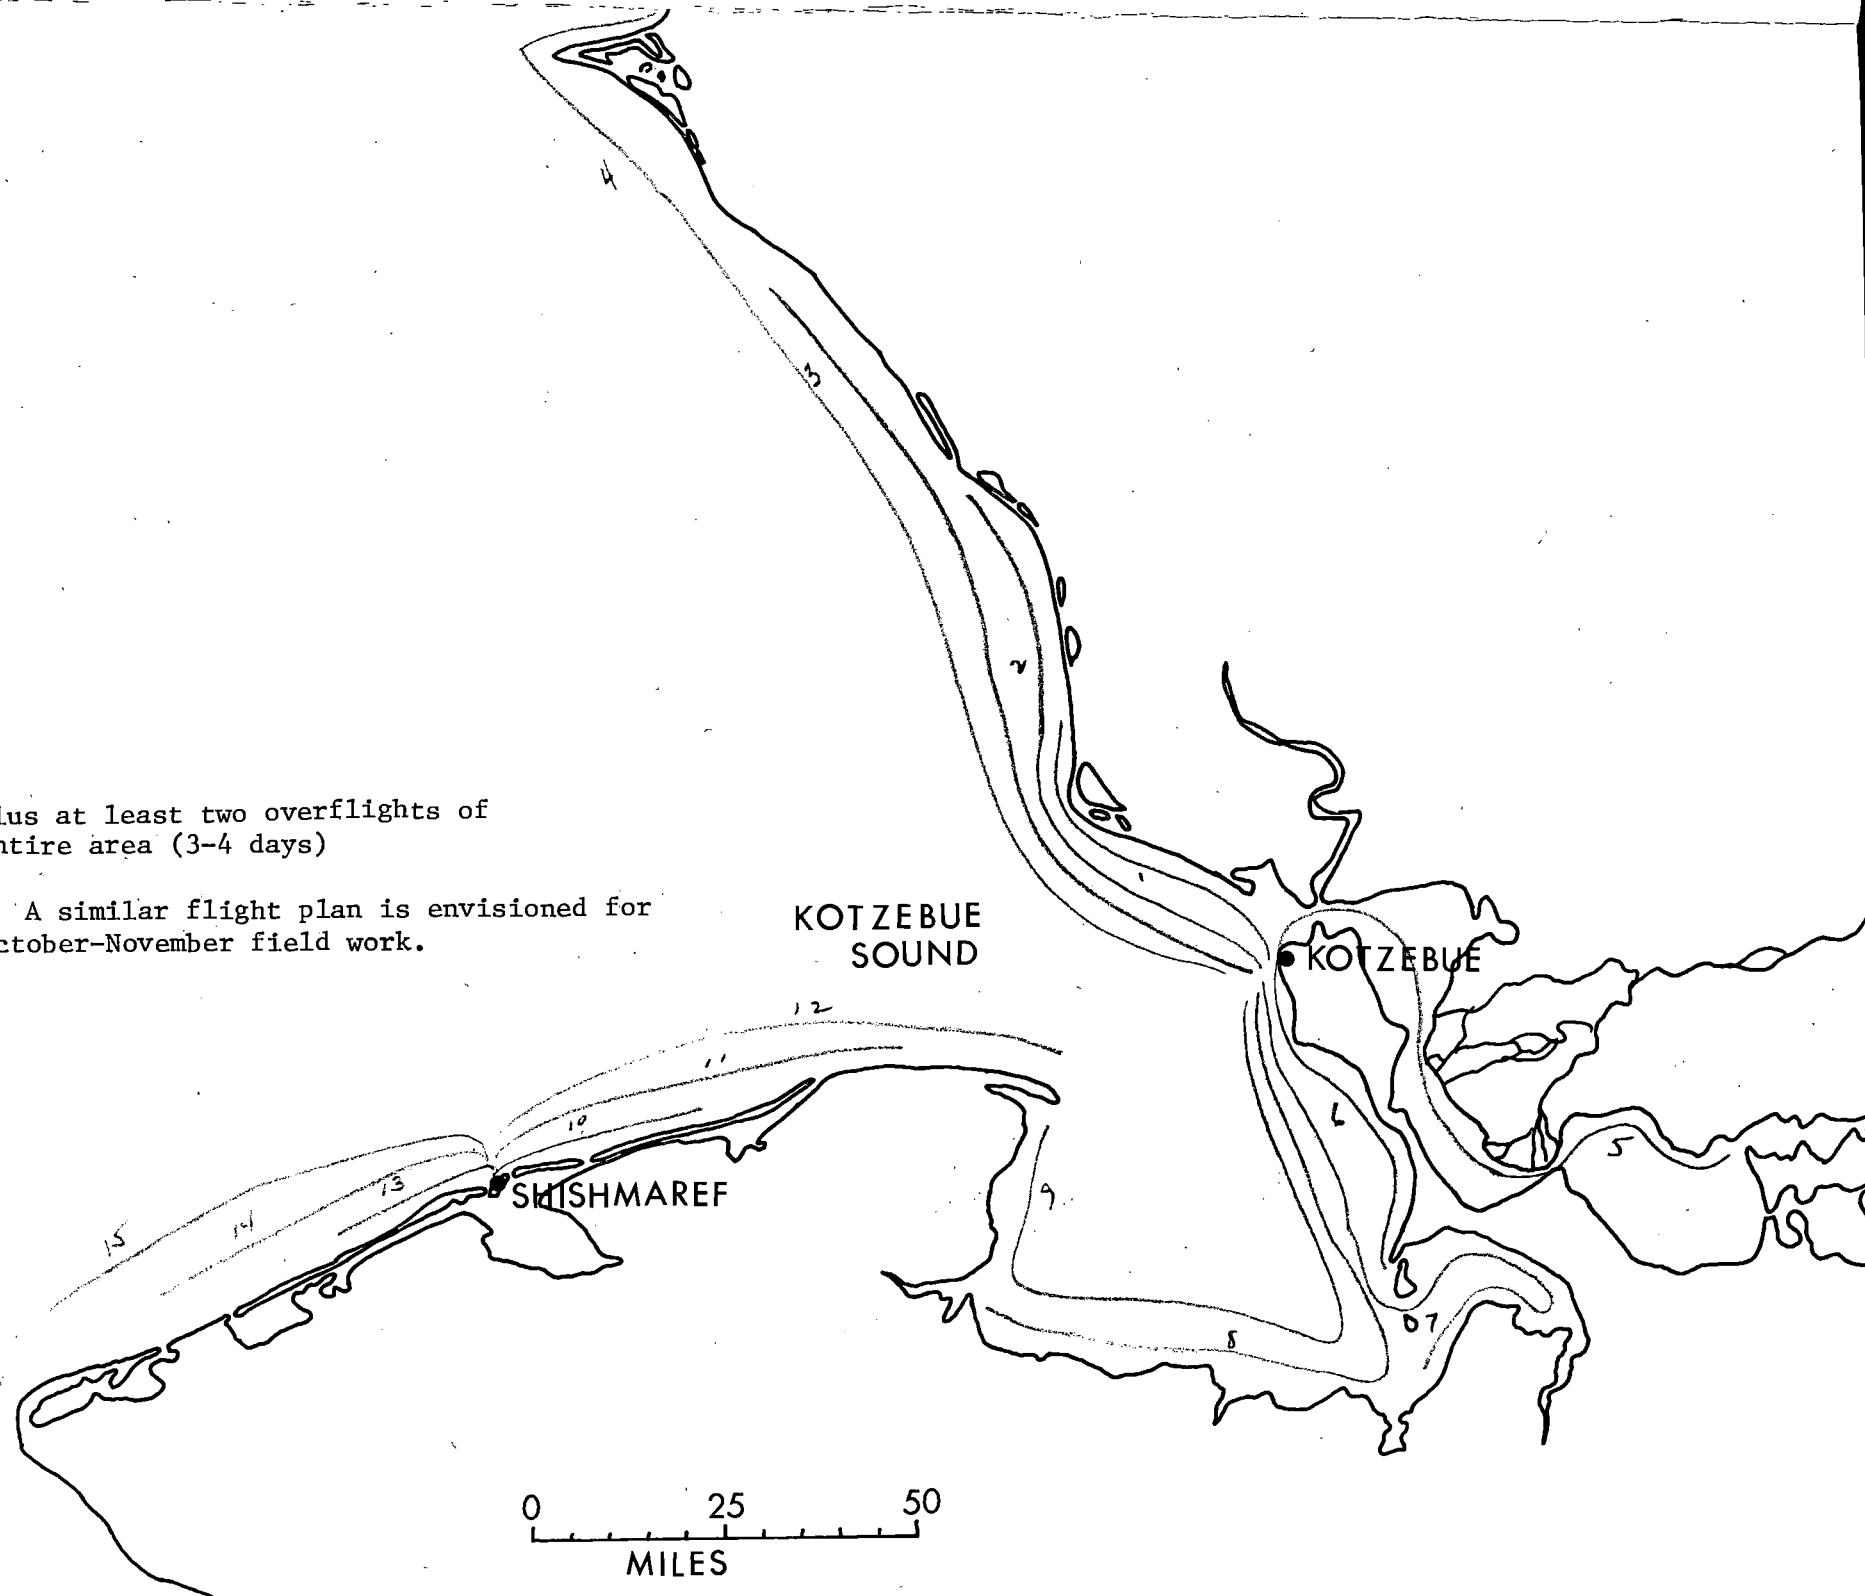 4
3
2
lus at least two overflights of
ntire area (3-4 days)
A similar flight plan is envisioned for
ctober-November field work.
1
KOTZEBUE
SOUND
KOTZEBUE
12
11
10
6
5
13
SHISHMAREF
9
14
15
8
7
0 25 50
MILES